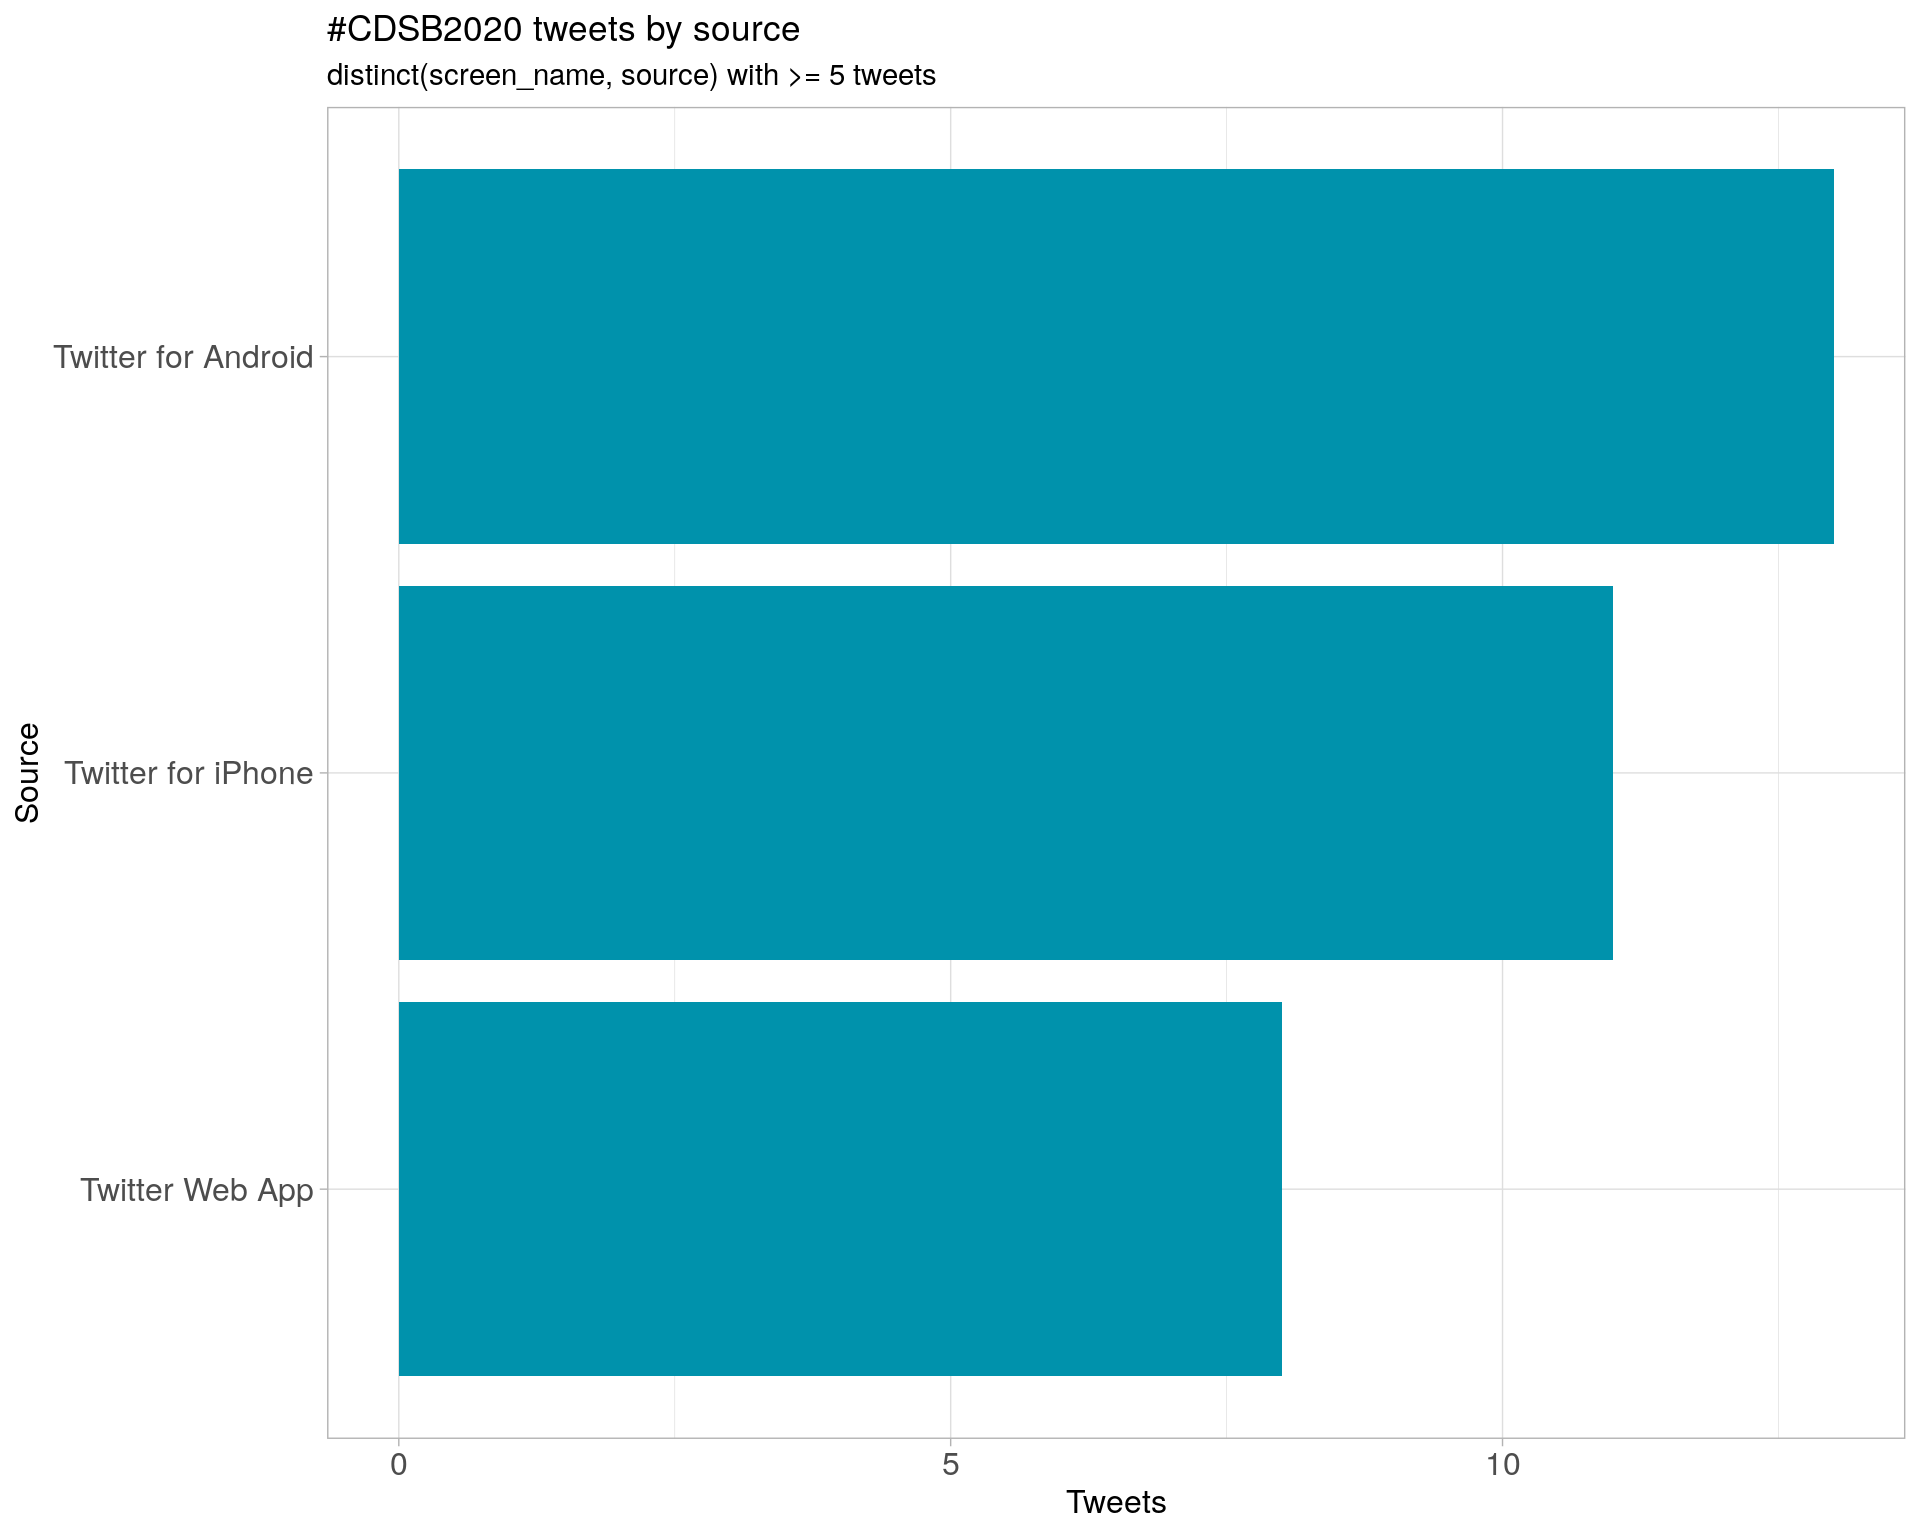 #CDSB2020 tweets by source
distinct(screen_name, source) with >= 5 tweets
Source
Twitter for Android
Twitter for iPhone
Twitter Web App
0 5 10
Tweets